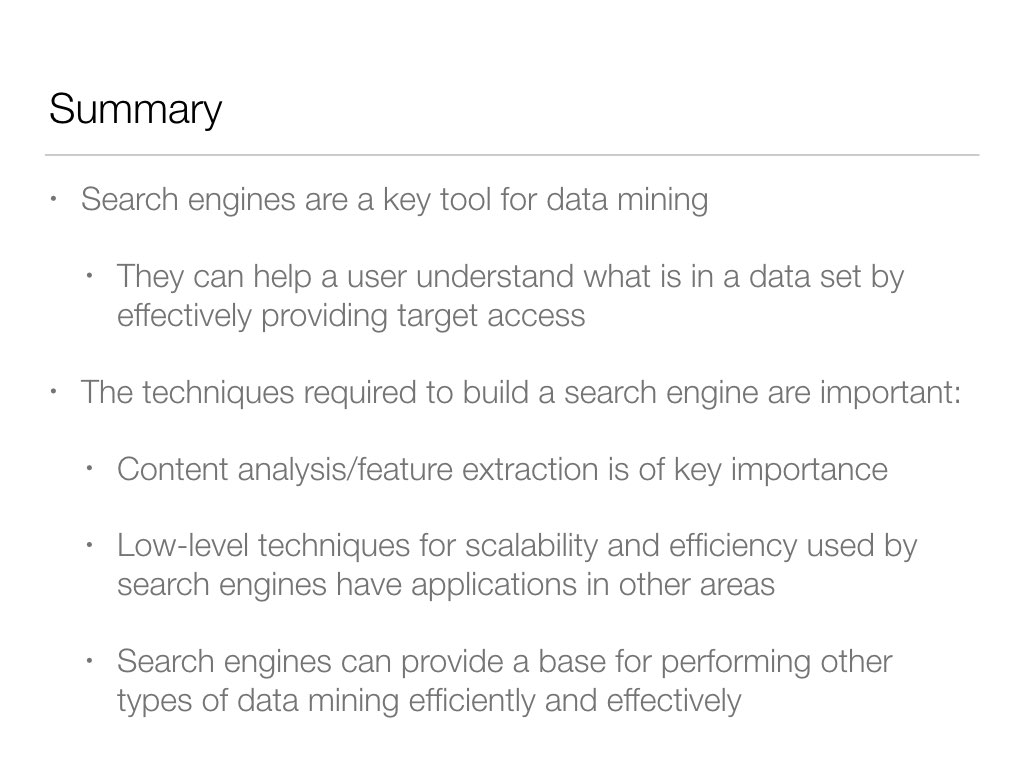 Summary
• Search engines are a key tool for data mining
• They can help a user understand what is in a data set by
effectively providing target access
• The techniques required to build a search engine are important:
• Content analysis/feature extraction is of key importance
• Low-level techniques for scalability and efficiency used by
search engines have applications in other areas
• Search engines can provide a base for performing other
types of data mining efficiently and effectively